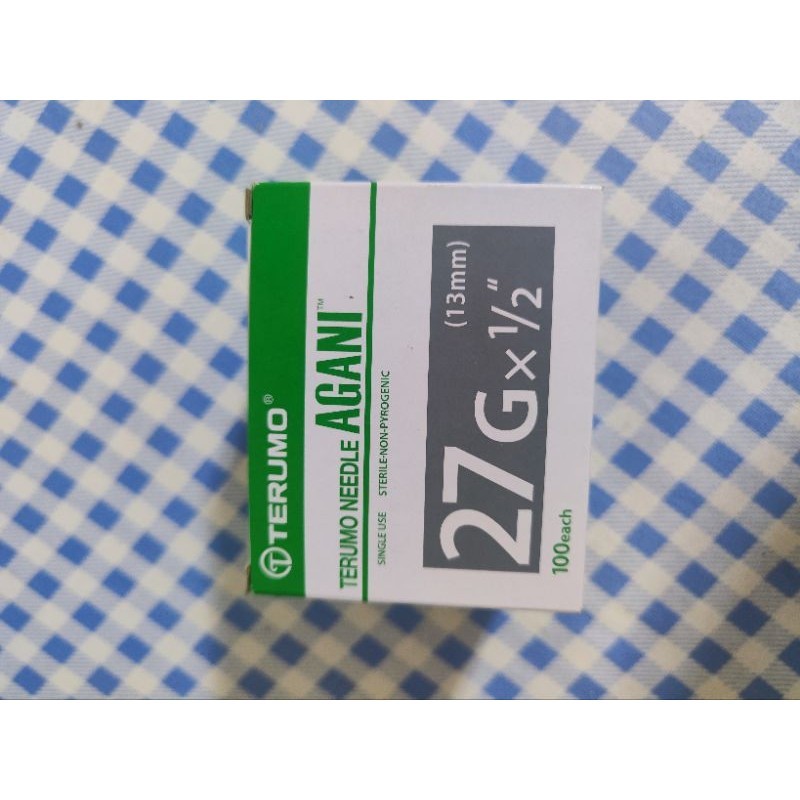 TERUMO®
TERUMO NEEDLE AGANI™
SINGLE USE STERILE·NON-PYROGENIC
27G×1/2" (13mm)
100each